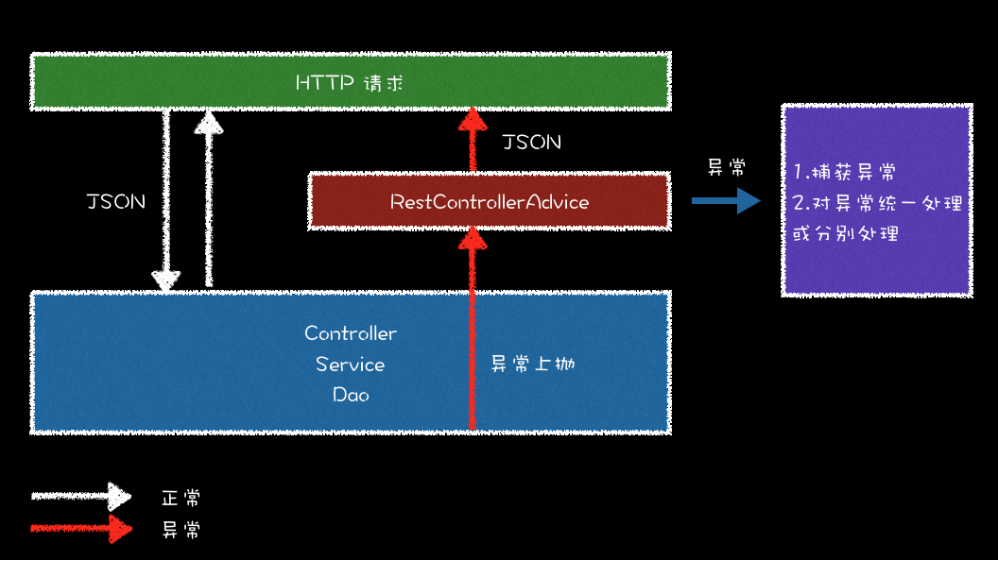 HTTP 请求
JSON
JSON
RestControllerAdvice
异常
1.捕获异常
2.对异常统一处理
或分别处理
Controller
Service
Dao
异常上抛
正常
异常